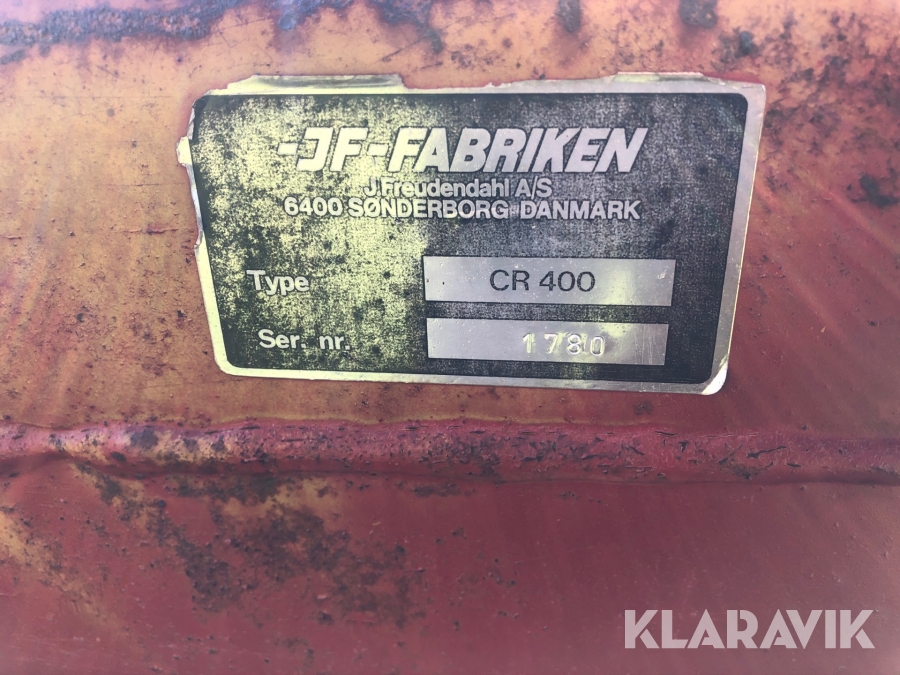 -JF-FABRIKEN
J.Freudendahl A/S
6400 SØNDERBORG DANMARK
Type CR 400
Ser. nr. 1780
KLARAVIK